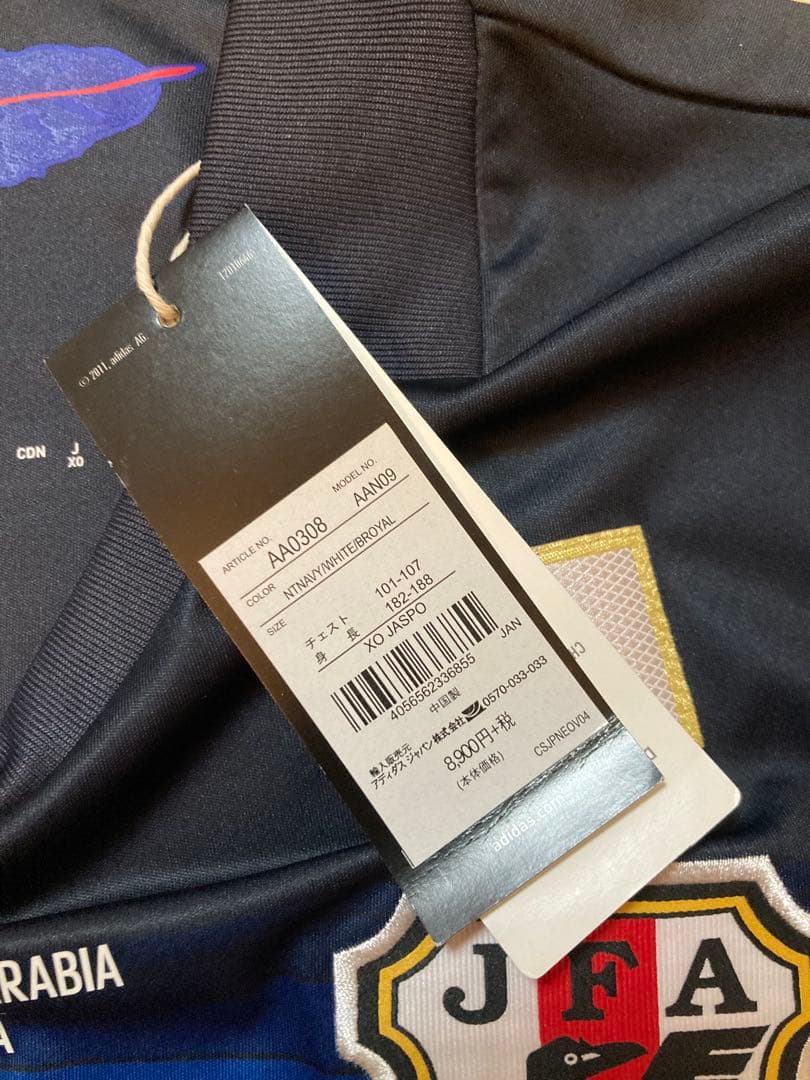 12010646
© 2011, adidas AG.
CDN J
XO
ARTICLE NO. MODEL NO.
AA0308 AAN09
COLOR
NTNAVY/WHITE/BROYAL
SIZE
チェスト 101-107
身 長 182-188
XO JASPO
JAN
4056562336855
中国製
輸入販売元
アディダス ジャパン株式会社 0570-033-033
8,900円+税
(本体価格)
CSJPNEOV04
adidas.com
CH
RABIA
A
JFA